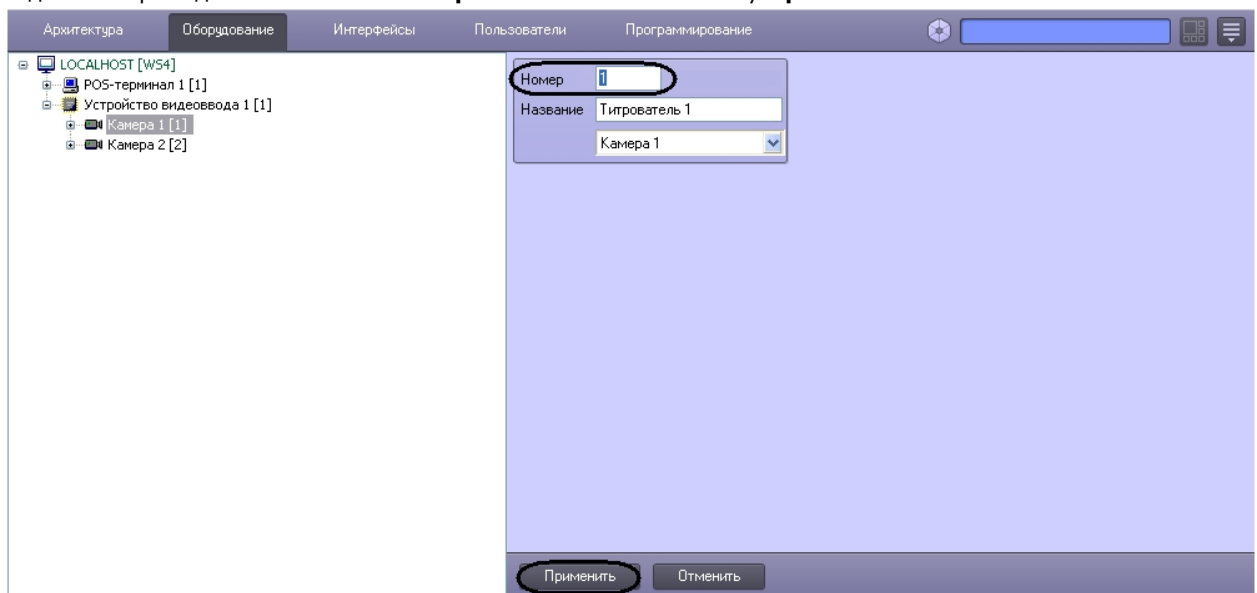 Архитектура Оборудование Интерфейсы Пользователи Программирование
LOCALHOST [WS4]
POS-терминал 1 [1]
Устройство видеоввода 1 [1]
Камера 1 [1]
Камера 2 [2]
Номер 1
Название Титрователь 1
Камера 1
Применить Отменить